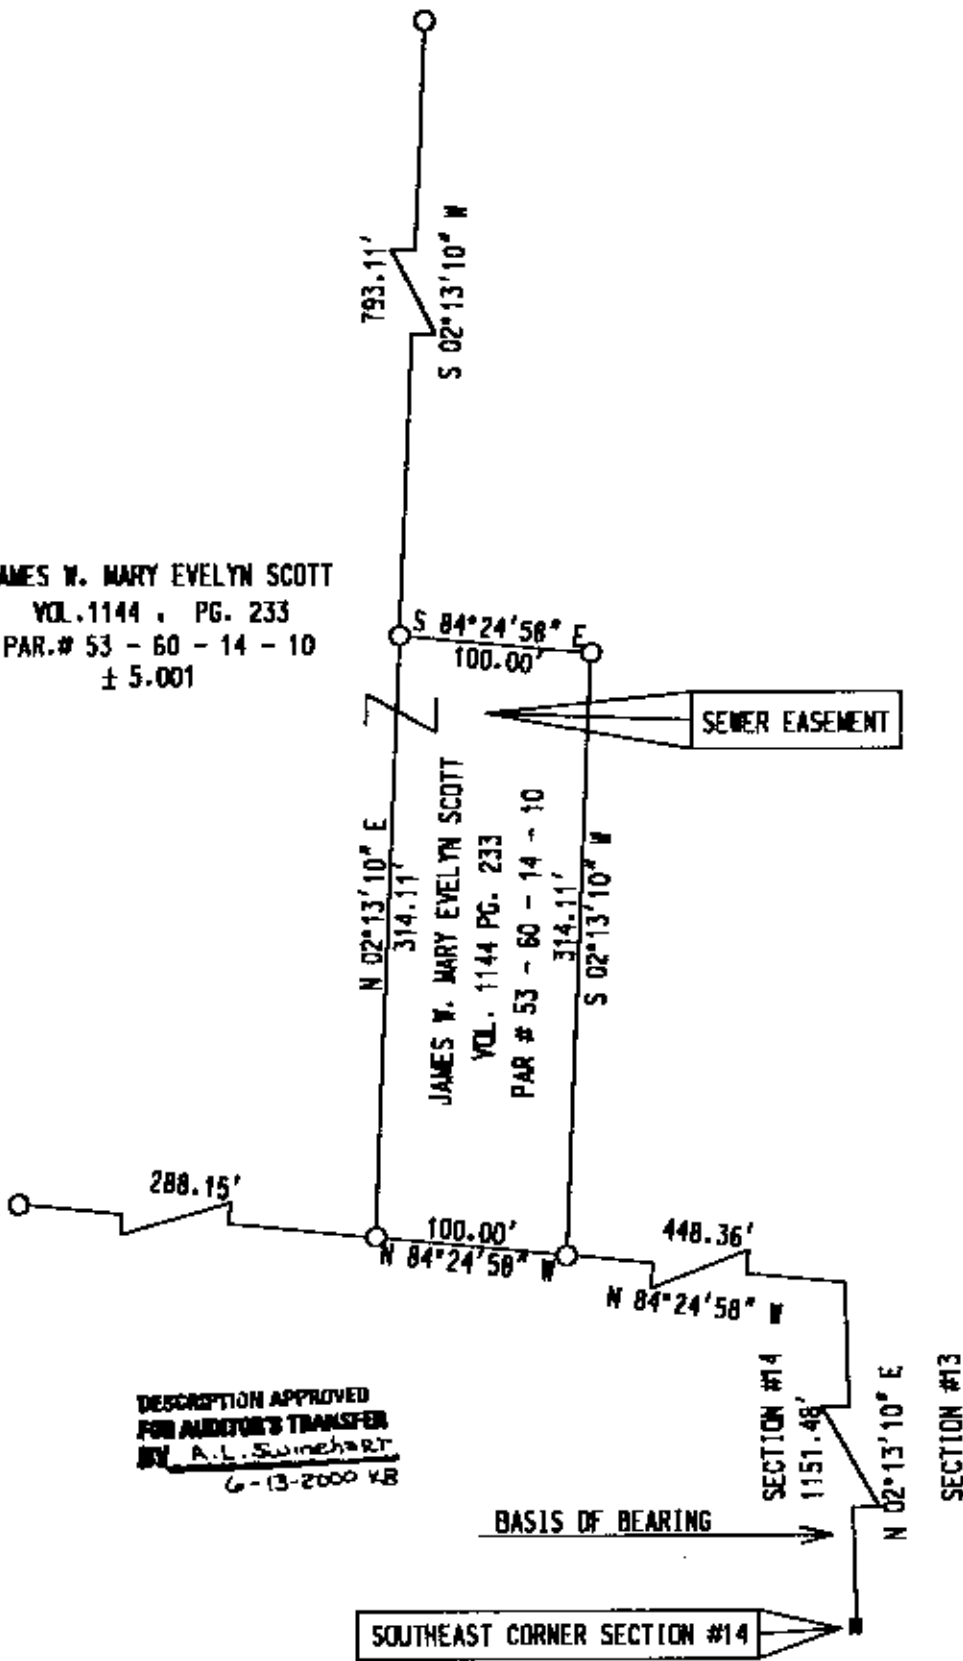 793.11'
S 02°13'10" W
AMES W. MARY EVELYN SCOTT
VOL.1144 , PG. 233
PAR.# 53 - 60 - 14 - 10
± 5.001
S 84°24'58" E
100.00'
SEWER EASEMENT
N 02°13'10" E
314.11'
JAMES W. MARY EVELYN SCOTT
VOL. 1144 PG. 233
PAR # 53 - 60 - 14 - 10
314.11'
S 02°13'10" W
288.15'
100.00'
N 84°24'58" W
448.36'
N 84°24'58" W
SECTION #14
1151.48'
N 02°13'10" E
SECTION #13
DESCRIPTION APPROVED
FOR AUDITOR'S TRANSFER
BY A.L. Swinehart
6-13-2000 KB
BASIS OF BEARING
SOUTHEAST CORNER SECTION #14